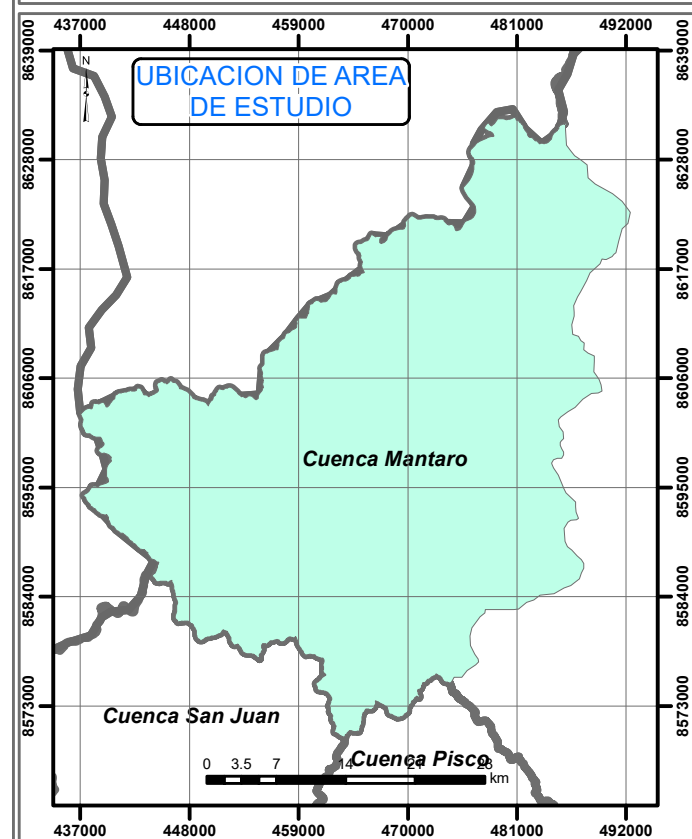 437000 448000 459000 470000 481000 492000
8639000 8639000
N
UBICACION DE AREA
DE ESTUDIO
8628000 8628000
8617000 8617000
8606000 8606000
Cuenca Mantaro
8595000 8595000
8584000 8584000
8573000 8573000
Cuenca San Juan
Cuenca Pisco
0 3.5 7 14 21 28
km
437000 448000 459000 470000 481000 492000